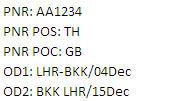 PNR: AA1234
PNR POS: TH
PNR POC: GB
OD1: LHR-BKK/04Dec
OD2: BKK LHR/15Dec